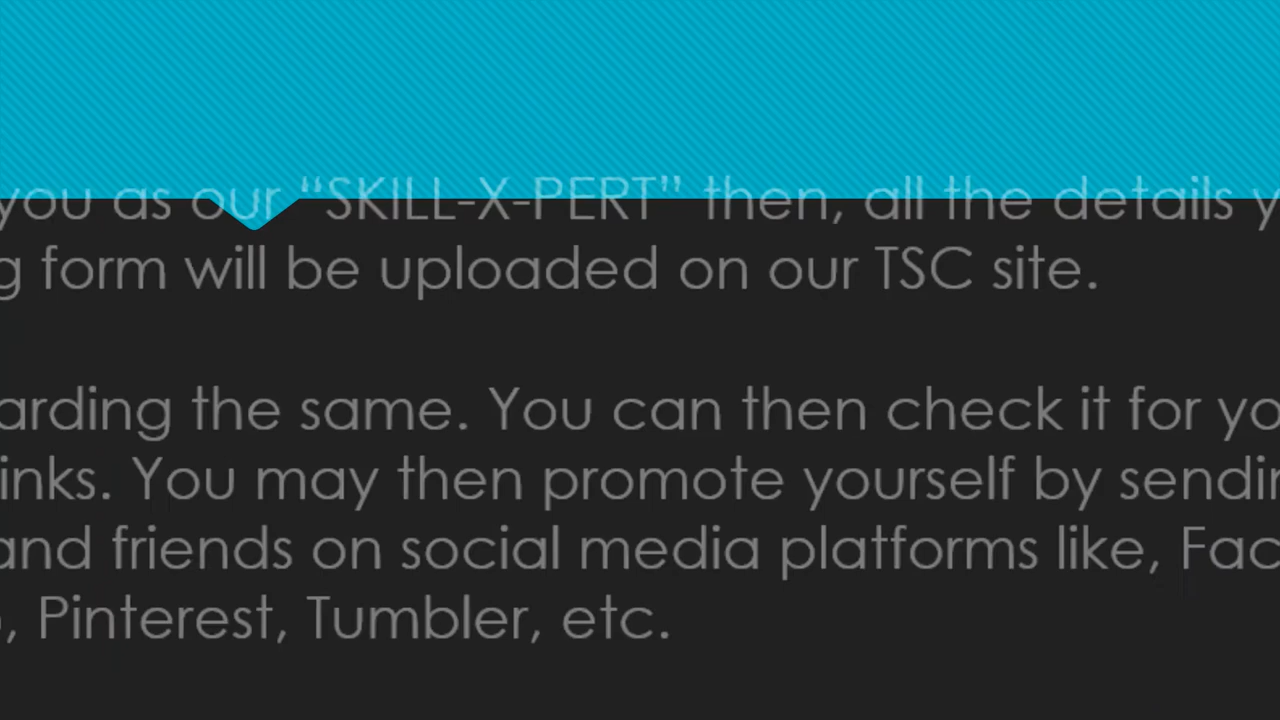 you as our “SKILL-X-PERT” then, all the details y
g form will be uploaded on our TSC site.
arding the same. You can then check it for yo
inks. You may then promote yourself by sendin
and friends on social media platforms like, Fac
, Pinterest, Tumbler, etc.